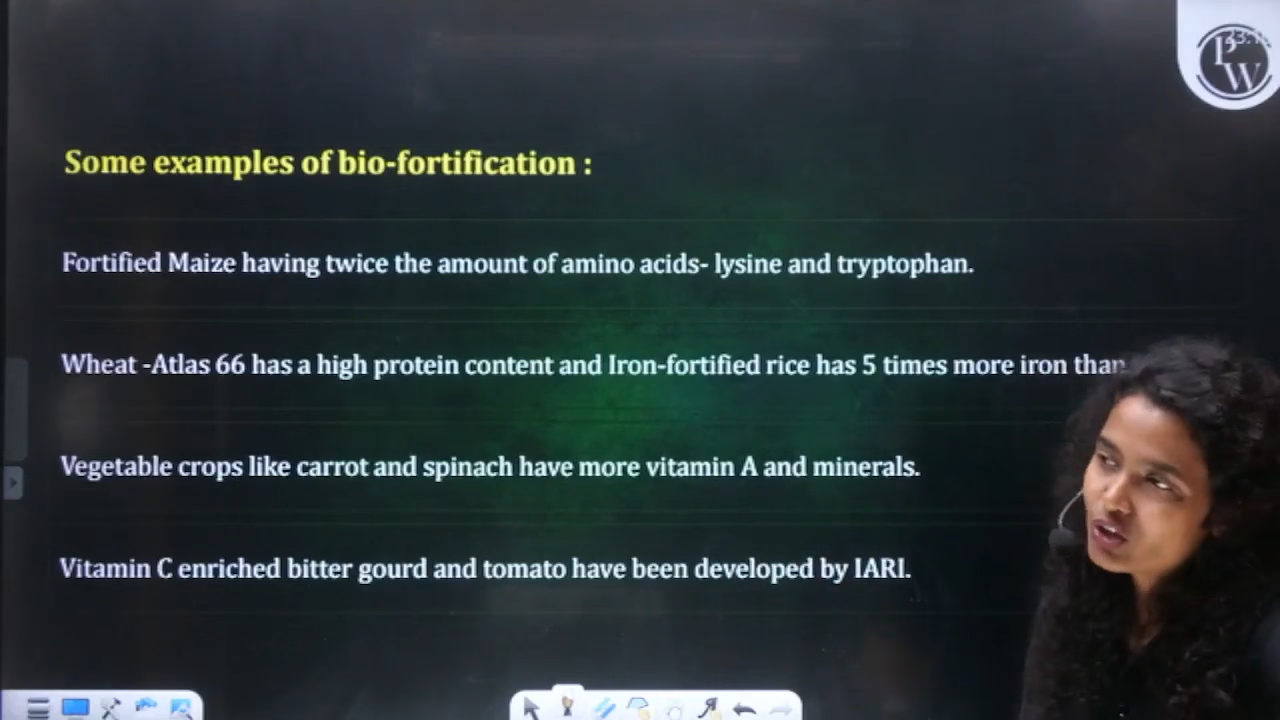 PW
Some examples of bio-fortification :
Fortified Maize having twice the amount of amino acids- lysine and tryptophan.
Wheat -Atlas 66 has a high protein content and Iron-fortified rice has 5 times more iron than
Vegetable crops like carrot and spinach have more vitamin A and minerals.
Vitamin C enriched bitter gourd and tomato have been developed by IARI.